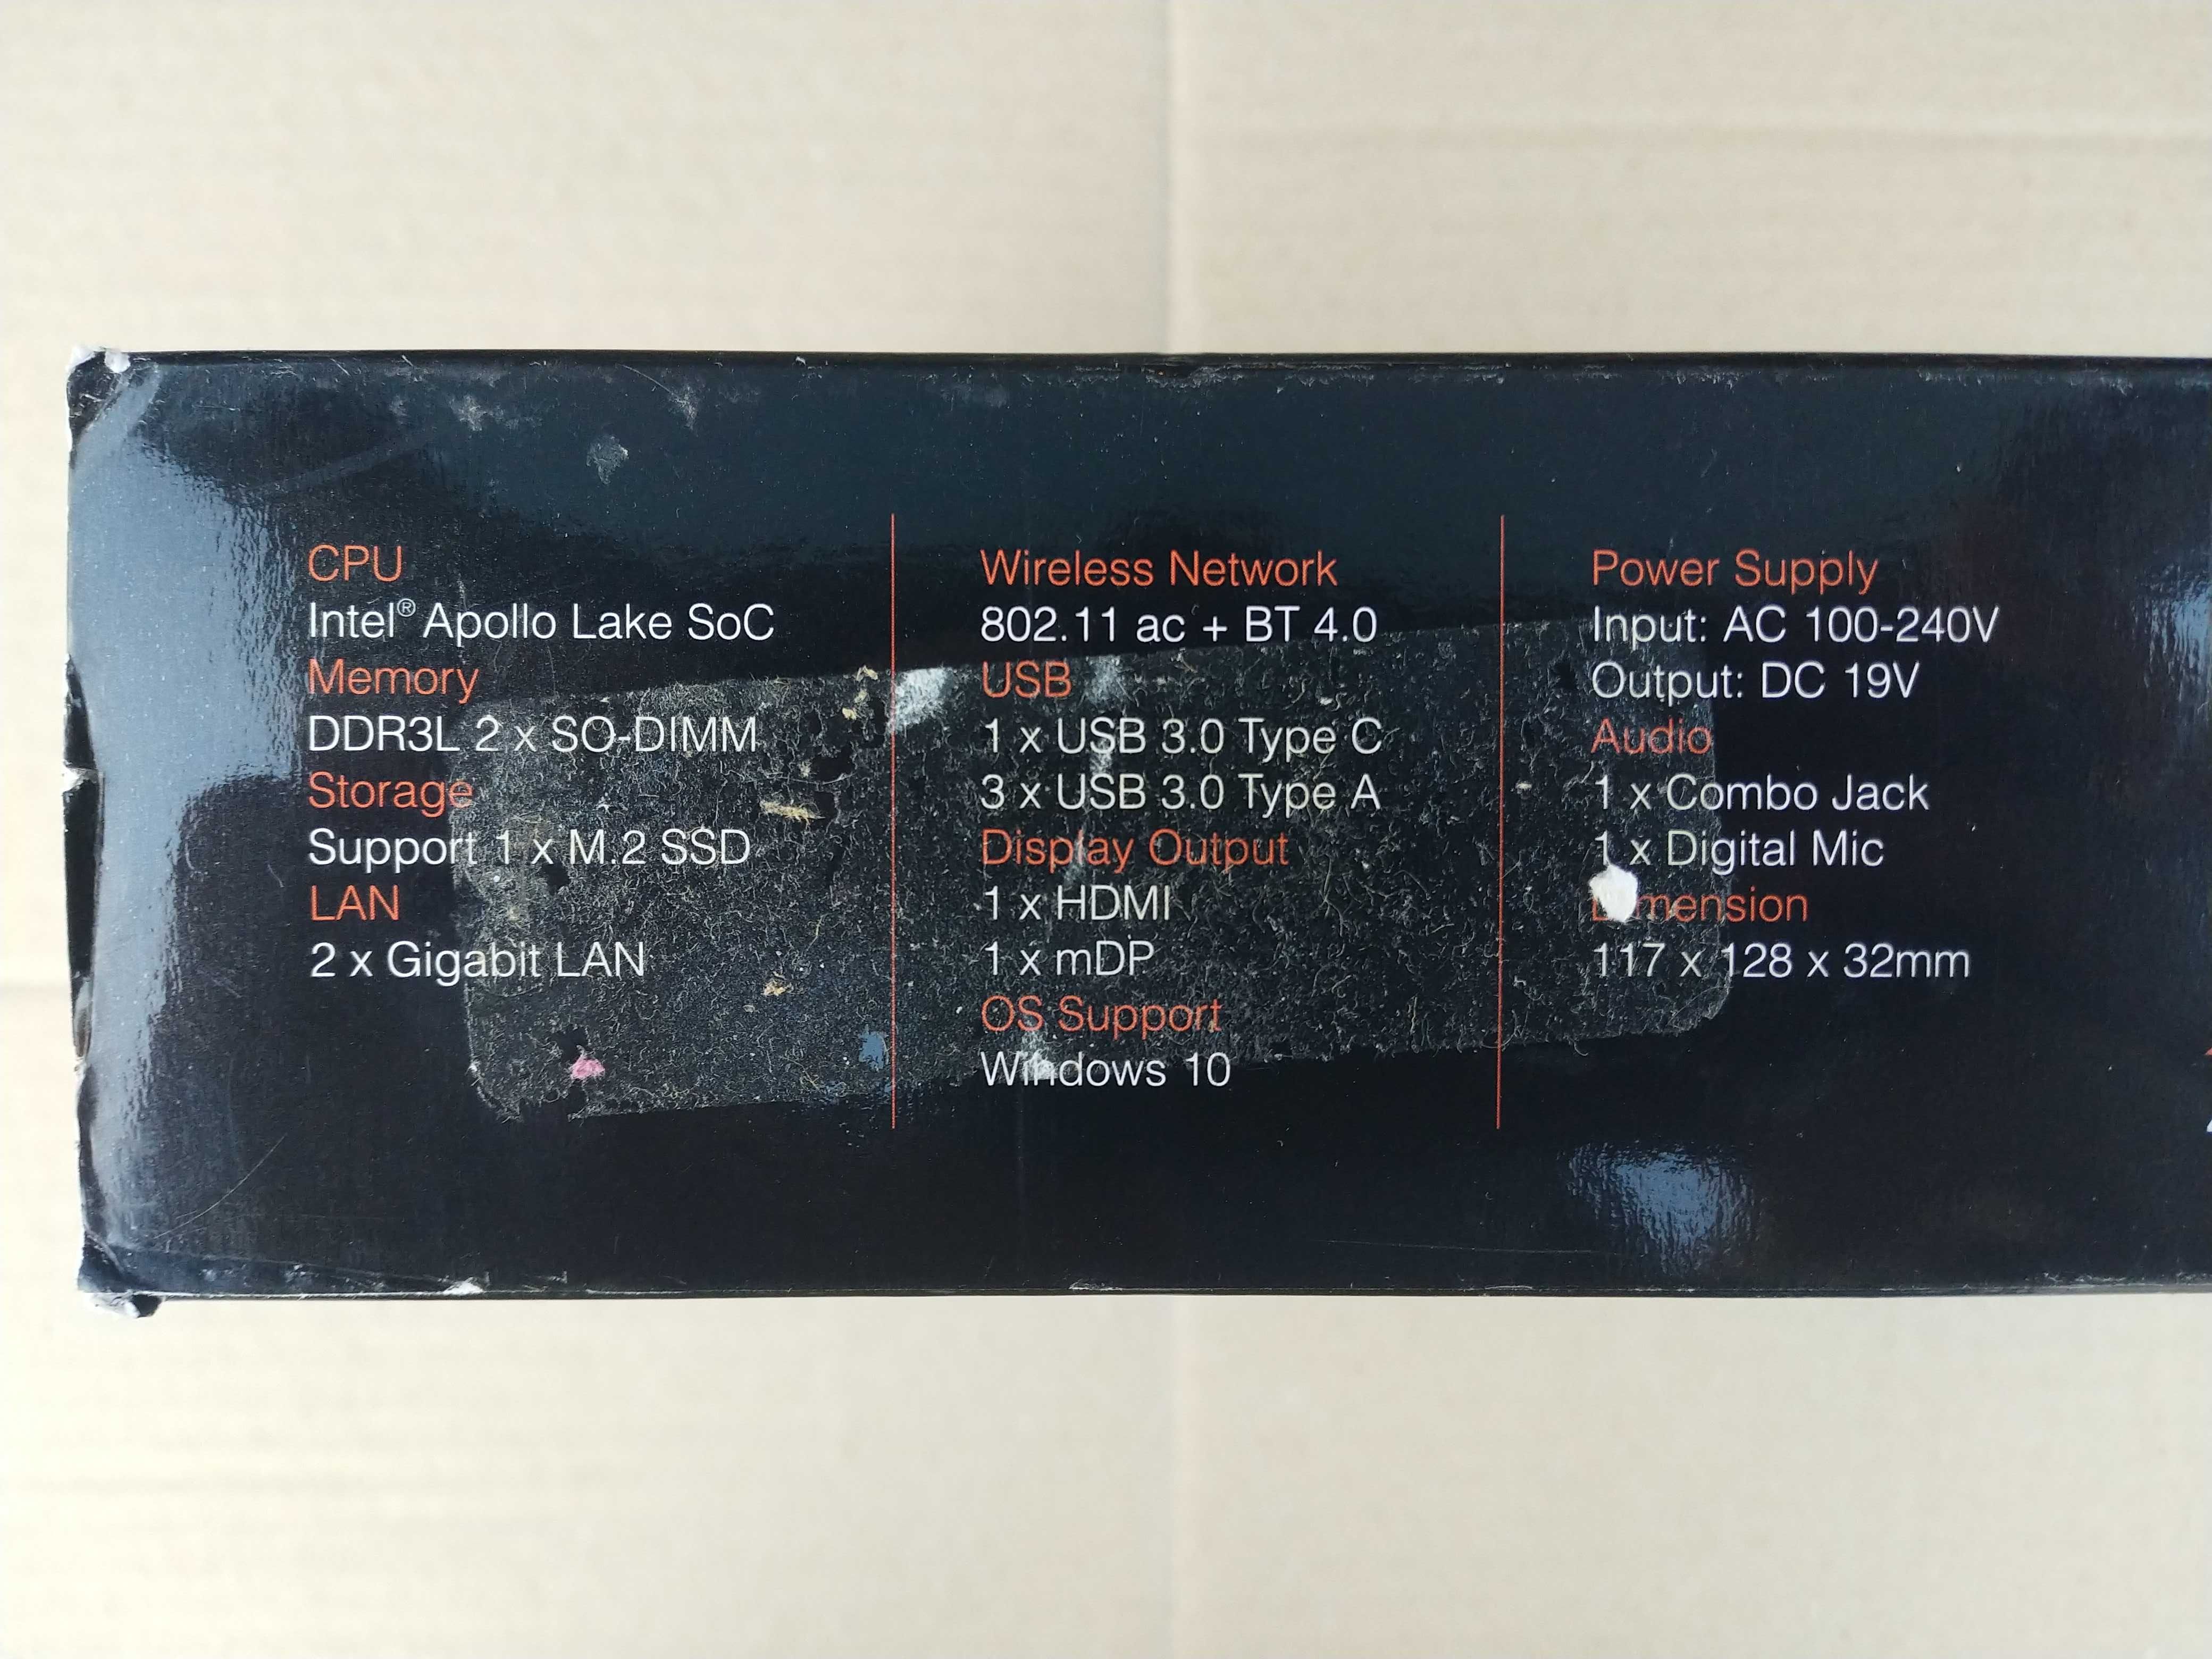 CPU
Intel® Apollo Lake SoC
Memory
DDR3L 2 x SO-DIMM
Storage
Support 1 x M.2 SSD
LAN
2 x Gigabit LAN
Wireless Network
802.11 ac + BT 4.0
USB
1 x USB 3.0 Type C
3 x USB 3.0 Type A
Display Output
1 x HDMI
1 x mDP
OS Support
Windows 10
Power Supply
Input: AC 100-240V
Output: DC 19V
Audio
1 x Combo Jack
1 x Digital Mic
Dimension
117 x 128 x 32mm